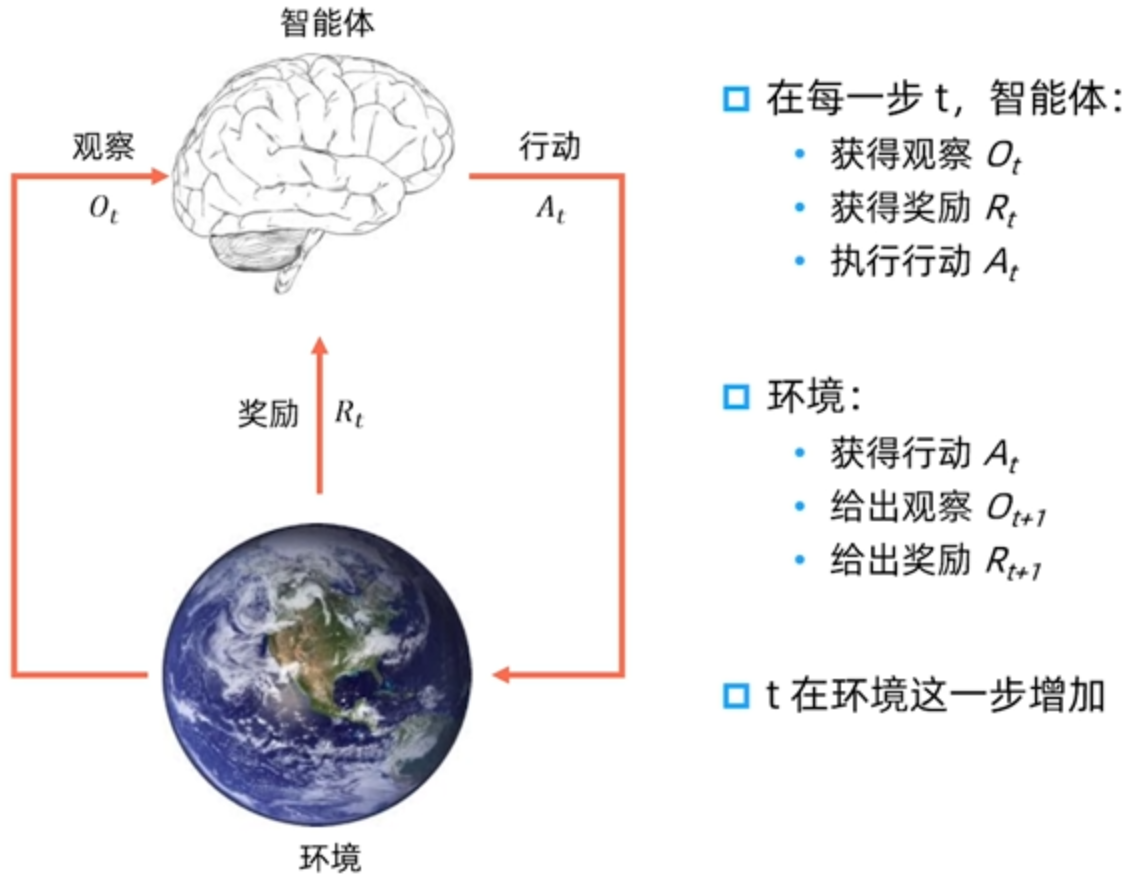 智能体
观察
O_t
行动
A_t
奖励
R_t
环境
在每一步 t，智能体：
获得观察 O_t
获得奖励 R_t
执行行动 A_t
环境：
获得行动 A_t
给出观察 O_{t+1}
给出奖励 R_{t+1}
t 在环境这一步增加